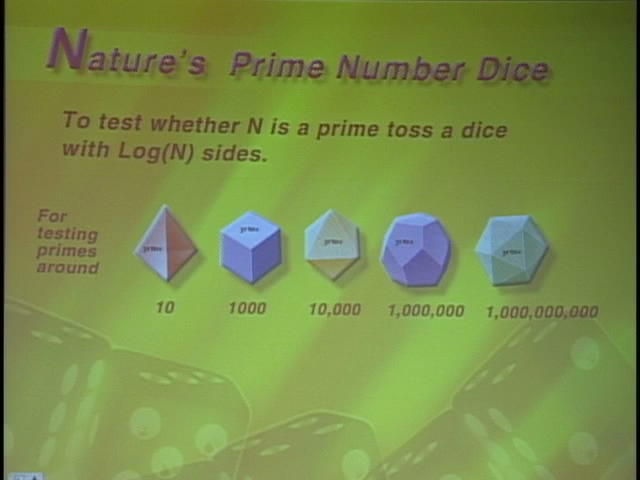 Nature's Prime Number Dice
To test whether N is a prime toss a dice
with Log(N) sides.
For
testing
primes
around
prime
prime
prime
prime
prime
10
1000
10,000
1,000,000
1,000,000,000